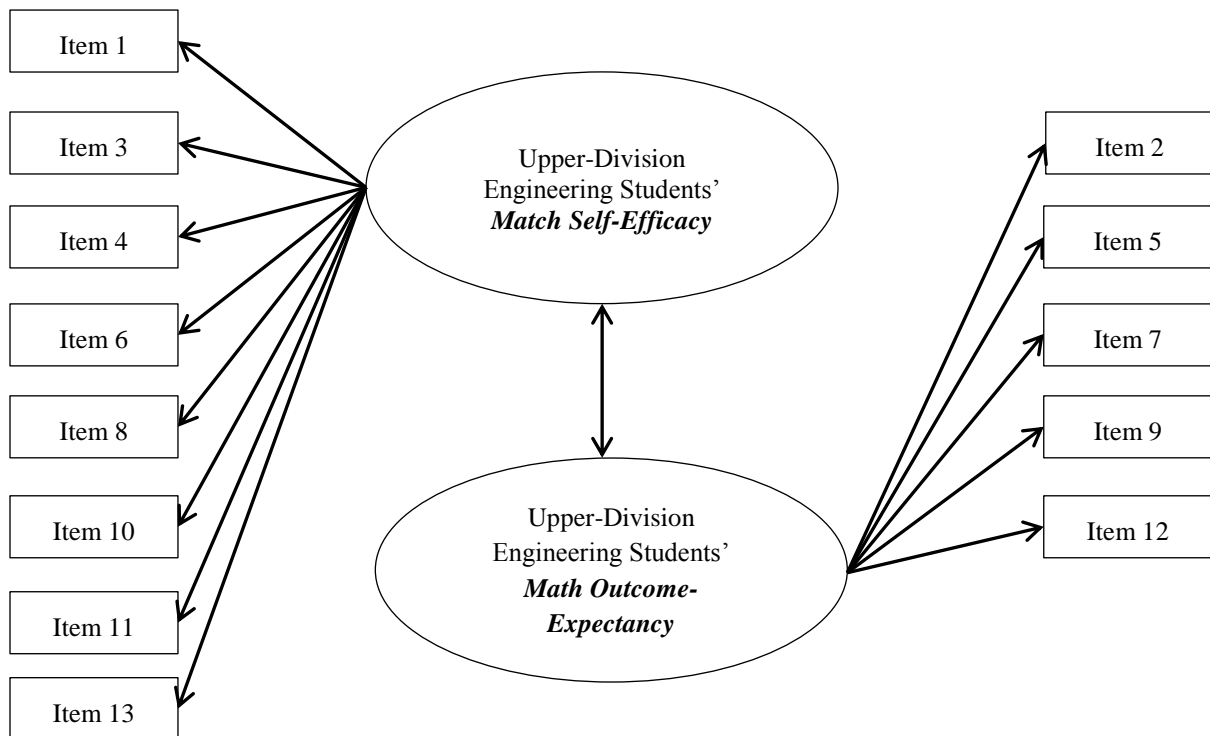 Item 1
Item 3
Item 4
Item 6
Item 8
Item 10
Item 11
Item 13
Upper-Division
Engineering Students’
Match Self-Efficacy
Upper-Division
Engineering Students’
Math Outcome-
Expectancy
Item 2
Item 5
Item 7
Item 9
Item 12